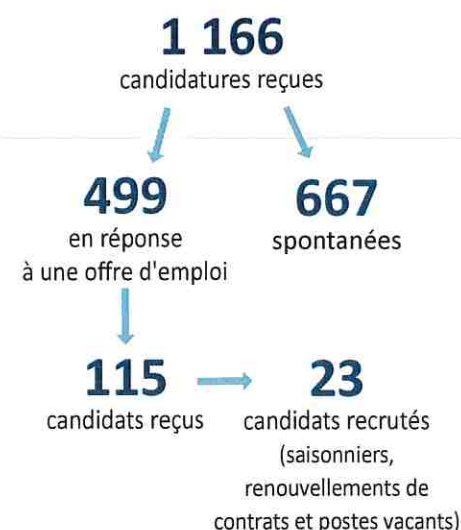 1 166
candidatures reçues
499
en réponse
à une offre d'emploi
667
spontanées
115
candidats reçus
23
candidats recrutés
(saisonniers,
renouvellements de
contrats et postes vacants)